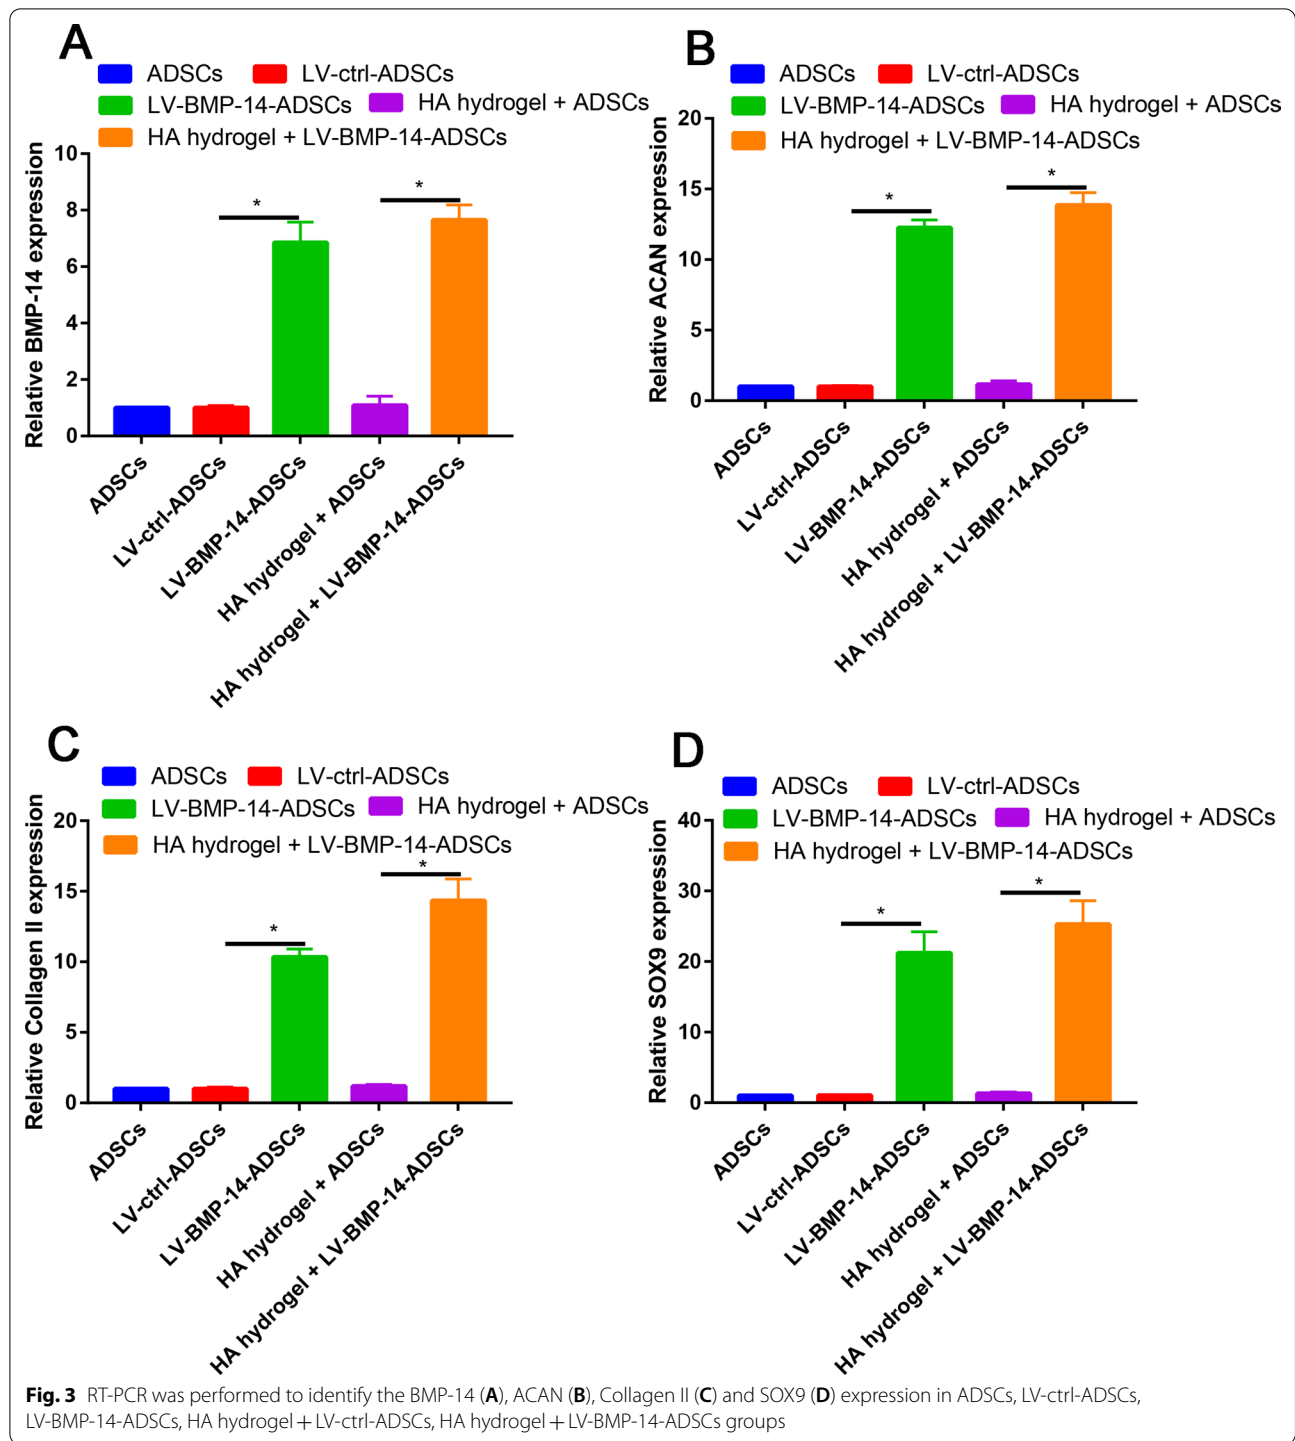 A
ADSCs LV-ctrl-ADSCs
LV-BMP-14-ADSCs HA hydrogel + ADSCs
HA hydrogel + LV-BMP-14-ADSCs
Relative BMP-14 expression
10
8
6
4
2
0
* *
ADSCs
LV-ctrl-ADSCs
LV-BMP-14-ADSCs
HA hydrogel + ADSCs
HA hydrogel + LV-BMP-14-ADSCs
B
ADSCs LV-ctrl-ADSCs
LV-BMP-14-ADSCs HA hydrogel + ADSCs
HA hydrogel + LV-BMP-14-ADSCs
Relative ACAN expression
20
15
10
5
0
* *
ADSCs
LV-ctrl-ADSCs
LV-BMP-14-ADSCs
HA hydrogel + ADSCs
HA hydrogel + LV-BMP-14-ADSCs
C
ADSCs LV-ctrl-ADSCs
LV-BMP-14-ADSCs HA hydrogel + ADSCs
HA hydrogel + LV-BMP-14-ADSCs
Relative Collagen II expression
20
15
10
5
0
* *
ADSCs
LV-ctrl-ADSCs
LV-BMP-14-ADSCs
HA hydrogel + ADSCs
HA hydrogel + LV-BMP-14-ADSCs
D
ADSCs LV-ctrl-ADSCs
LV-BMP-14-ADSCs HA hydrogel + ADSCs
HA hydrogel + LV-BMP-14-ADSCs
Relative SOX9 expression
40
30
20
10
0
* *
ADSCs
LV-ctrl-ADSCs
LV-BMP-14-ADSCs
HA hydrogel + ADSCs
HA hydrogel + LV-BMP-14-ADSCs
Fig. 3 RT-PCR was performed to identify the BMP-14 (A), ACAN (B), Collagen II (C) and SOX9 (D) expression in ADSCs, LV-ctrl-ADSCs,
LV-BMP-14-ADSCs, HA hydrogel + LV-ctrl-ADSCs, HA hydrogel + LV-BMP-14-ADSCs groups